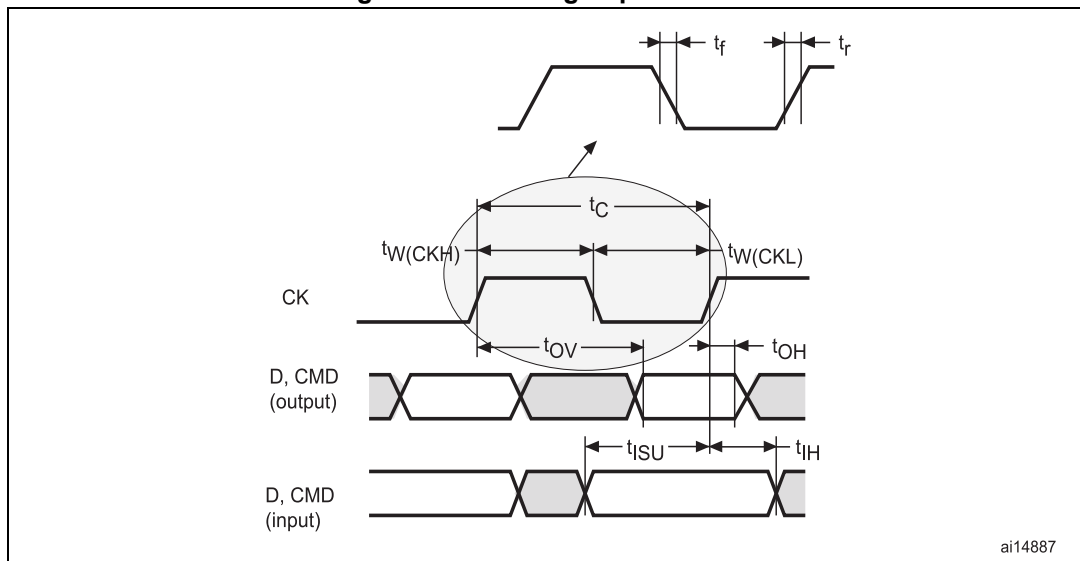 tf
tr
tC
tW(CKH)
tW(CKL)
CK
tOV
tOH
D, CMD
(output)
tISU
tIH
D, CMD
(input)
ai14887